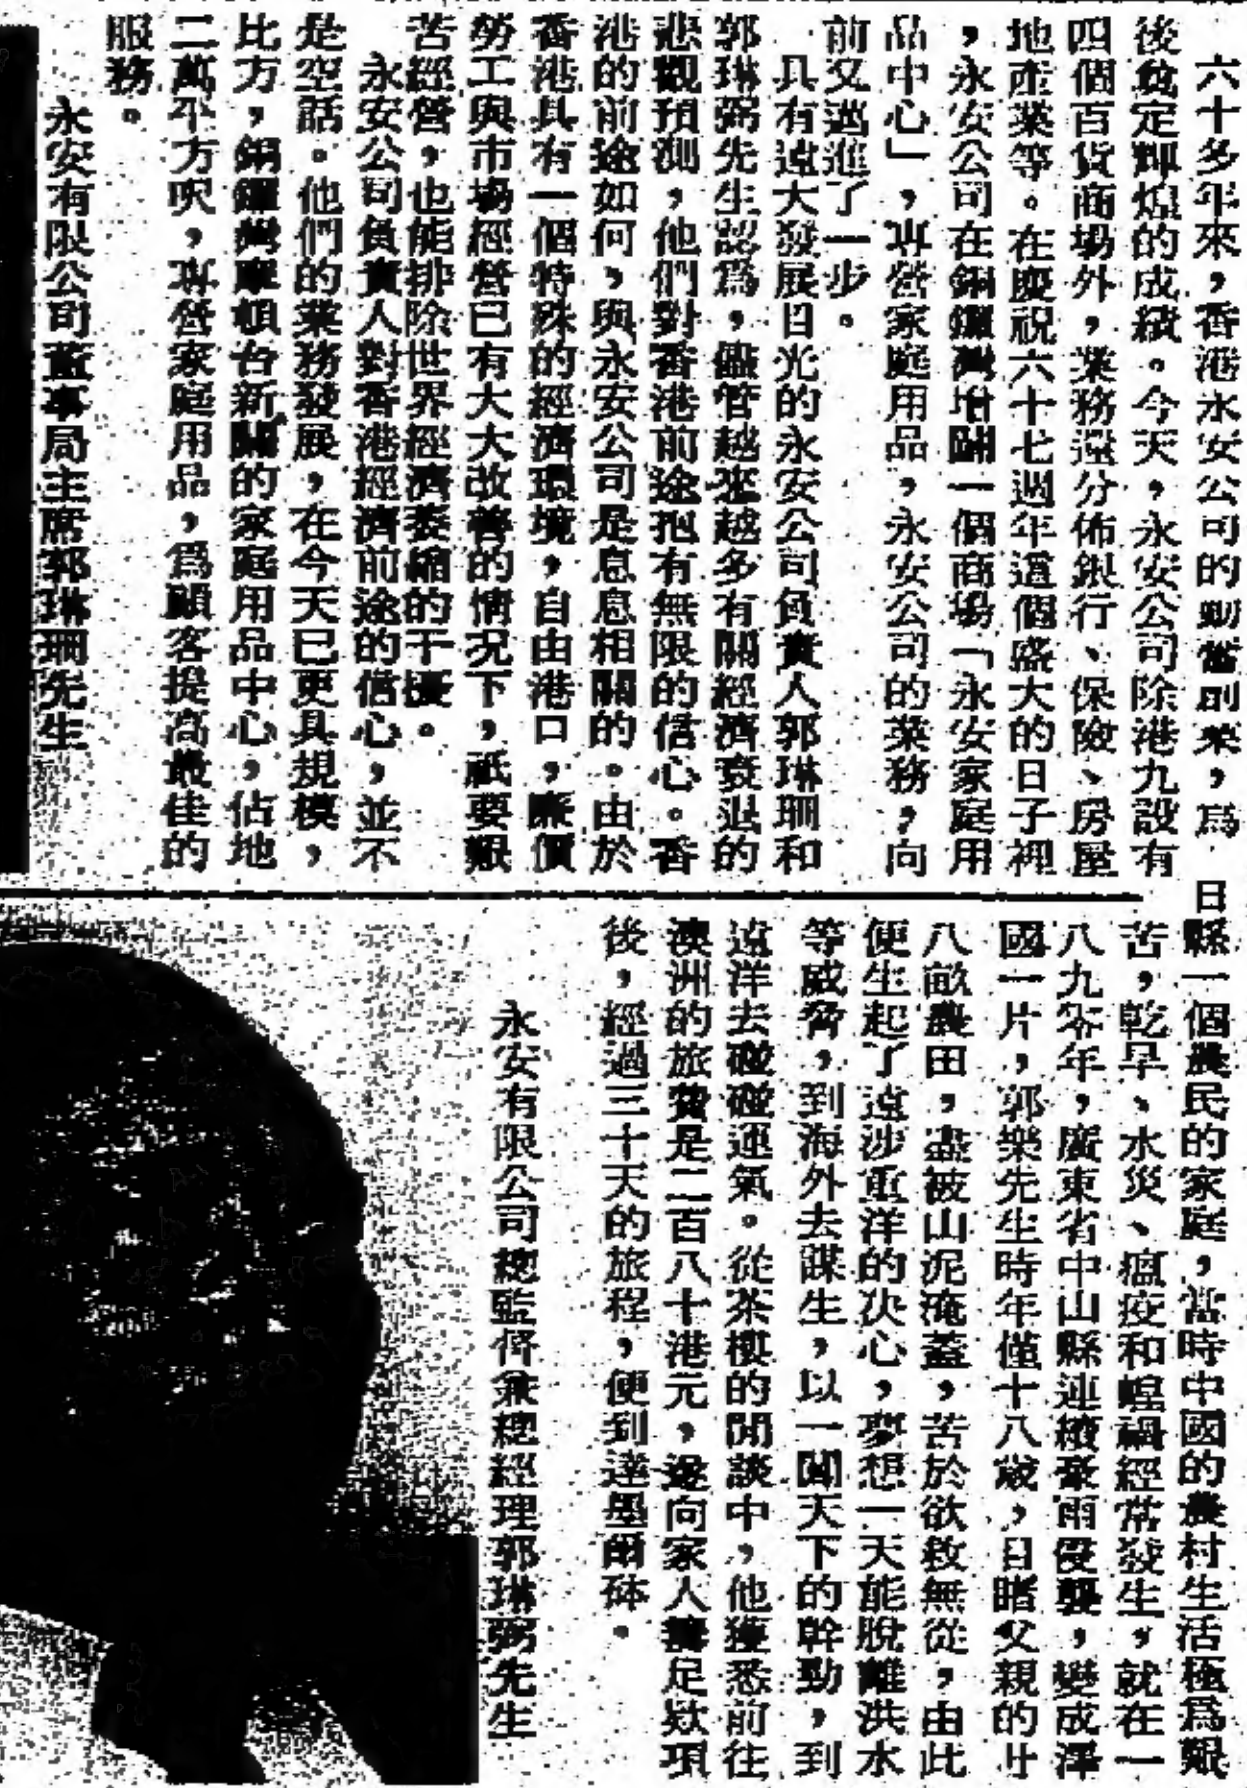 六十多年來，香港永安公司的刱當刱業，爲
後奠定輝煌的成績。今天，永安公司除港九設有
四個百貨商場外，業務還分佈銀行、保險、房屋
地產業等。在慶祝六十七週年這個盛大的日子裡
，永安公司在銅鑼灣增闢一個商場「永安家庭用
品中心」，專營家庭用品，永安公司的業務，向
前又邁進了一步。
具有遠大發展目光的永安公司負責人郭琳珊和
郭琳弼先生認爲，儘管越來越多有關經濟衰退的
悲觀預測，他們對香港前途抱有無限的信心。香
港的前途如何，與永安公司是息息相關的。由於
香港具有一個特殊的經濟環境，自由港口，廉價
勞工與市場經營已有大大改善的情况下，祇要艱
苦經營，也能排除世界經濟萎縮的干擾。
永安公司負責人對香港經濟前途的信心，並不
是空話。他們的業務發展，在今天已更具規模，
比方，銅鑼灣摩頓台新闢的家庭用品中心，佔地
二萬平方呎，專營家庭用品，爲顧客提高最佳的
服務。
永安有限公司董事局主席郭琳珊先生
日縣一個農民的家庭，當時中國的農村生活極爲艱
苦，乾旱、水災、瘟疫和蝗禍經常發生，就在一
八九零年，廣東省中山縣連續豪雨侵襲，變成澤
國一片，郭樂先生時年僅十八歲，目睹父親的廿
八畝農田，盡被山泥淹蓋，苦於欲救無從，由此
便生起了遠涉重洋的决心，夢想一天能脫離洪水
等威脅，到海外去謀生，以一闖天下的幹勁，到
遠洋去碰碰運氣。從茶樓的閒談中，他獲悉前往
澳洲的旅費是二百八十港元，遂向家人籌足欵項
後，經過三十天的旅程，便到達墨爾砵。
永安有限公司總監督兼總經理郭琳弼先生